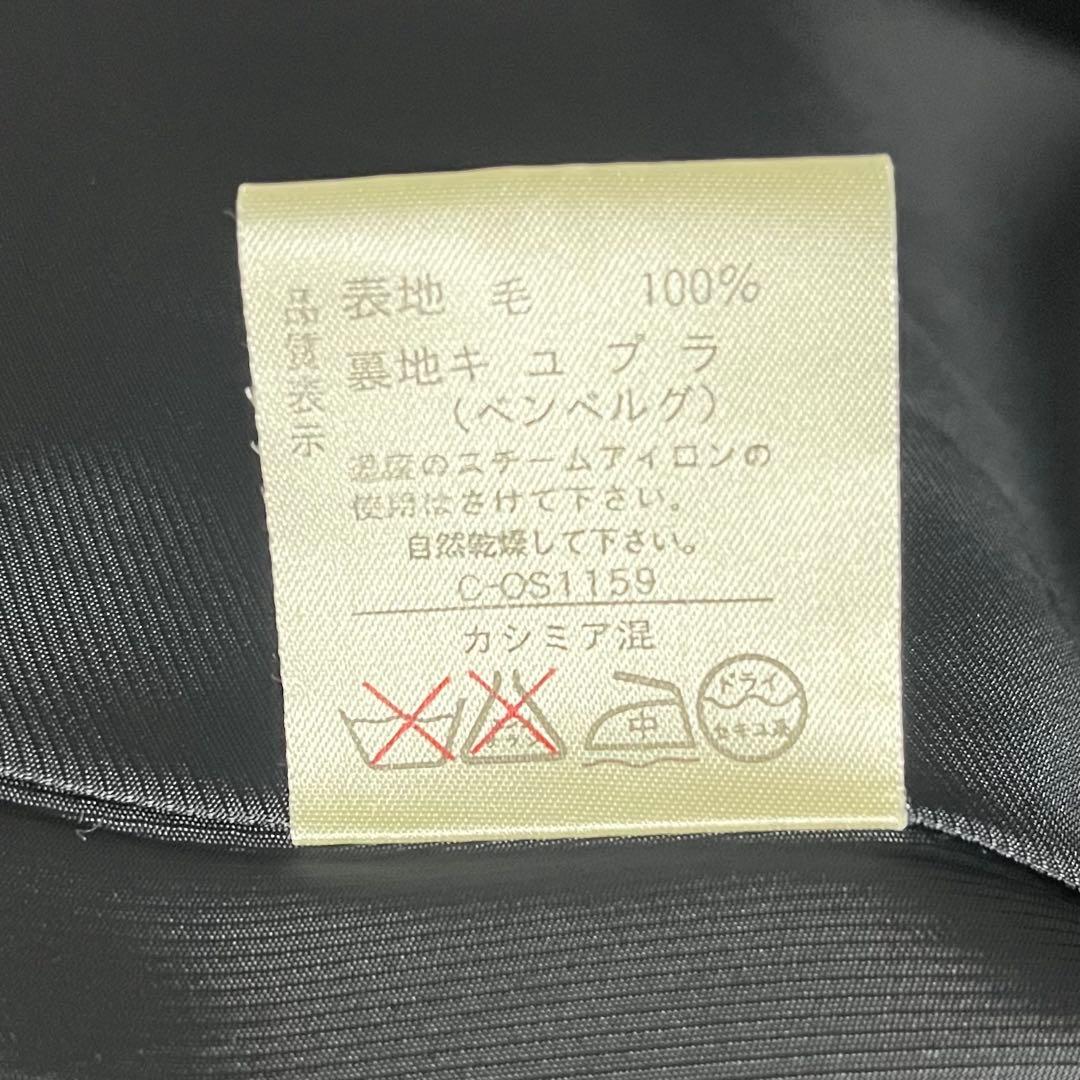 品質表示
表地 毛 100%
裏地キュプラ
(ベンベルグ)
過度のスチームアイロンの
使用はさけて下さい。
自然乾燥して下さい。
C-OS1159
カシミア混
中
ドライ
セキユ系